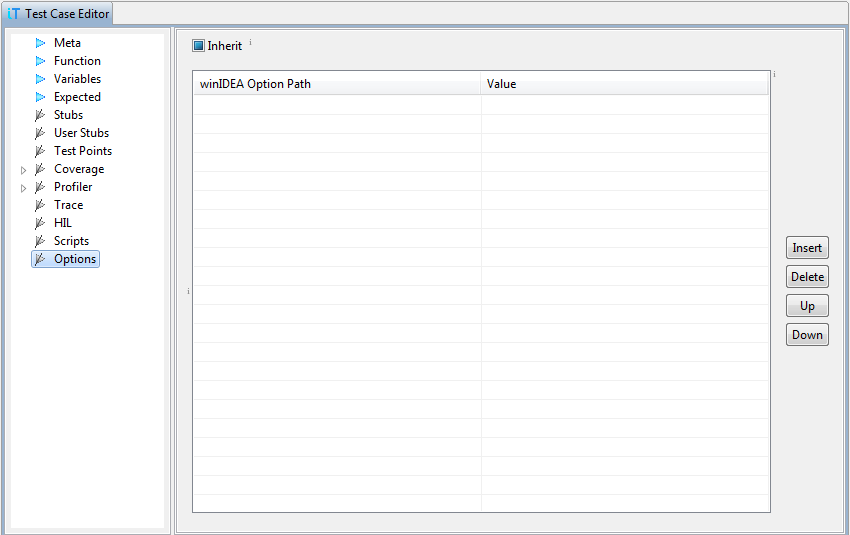 iT Test Case Editor
Meta
Function
Variables
Expected
Stubs
User Stubs
Test Points
Coverage
Profiler
Trace
HIL
Scripts
Options
Inherit i
i
winIDEA Option Path Value
i
Insert
Delete
Up
Down